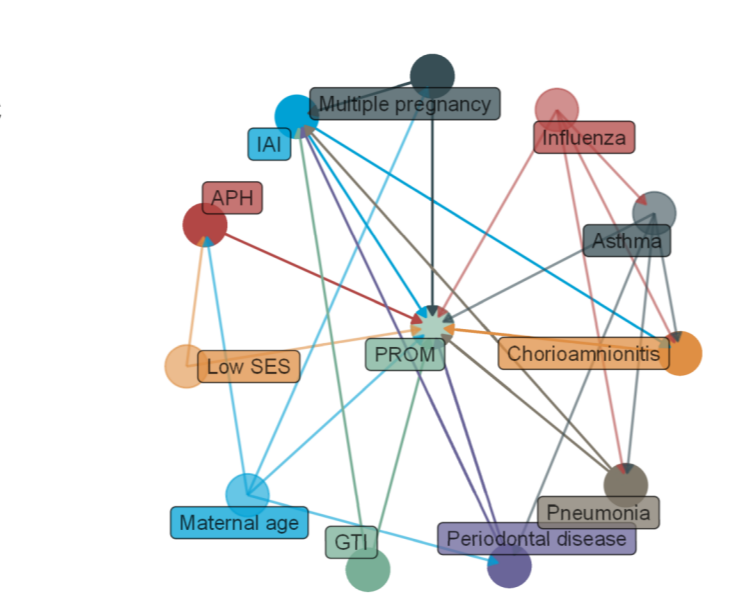 Multiple pregnancy
Influenza
IAI
APH
Asthma
PROM
Chorioamnionitis
Low SES
Pneumonia
Maternal age
GTI
Periodontal disease